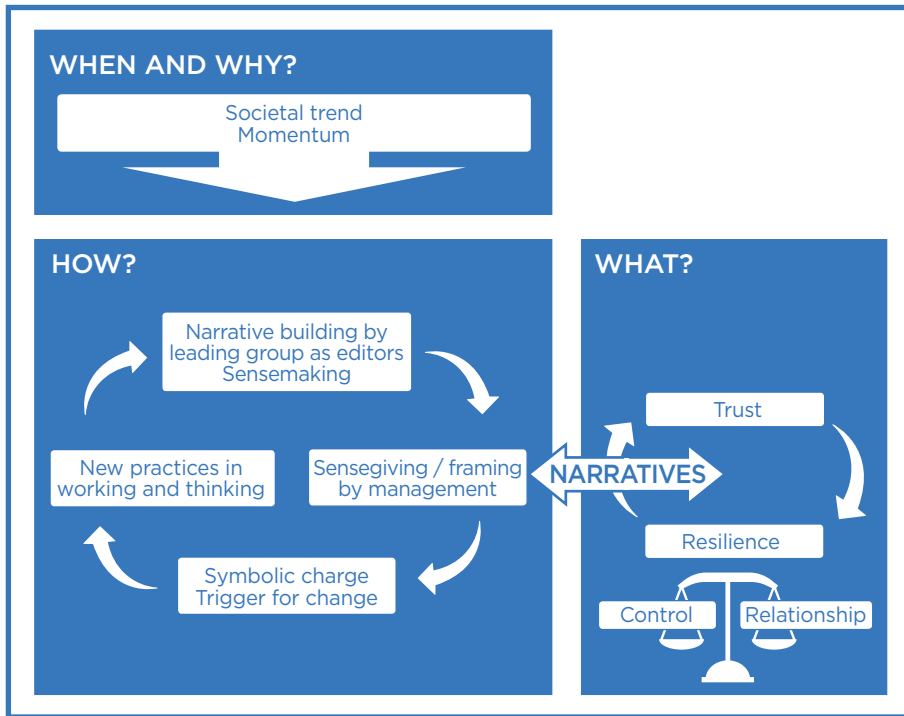 WHEN AND WHY?
Societal trend
Momentum
HOW?
Narrative building by
leading group as editors
Sensemaking
New practices in
working and thinking
Sensegiving / framing
by management
Symbolic charge
Trigger for change
NARRATIVES
WHAT?
Trust
Resilience
Control
Relationship